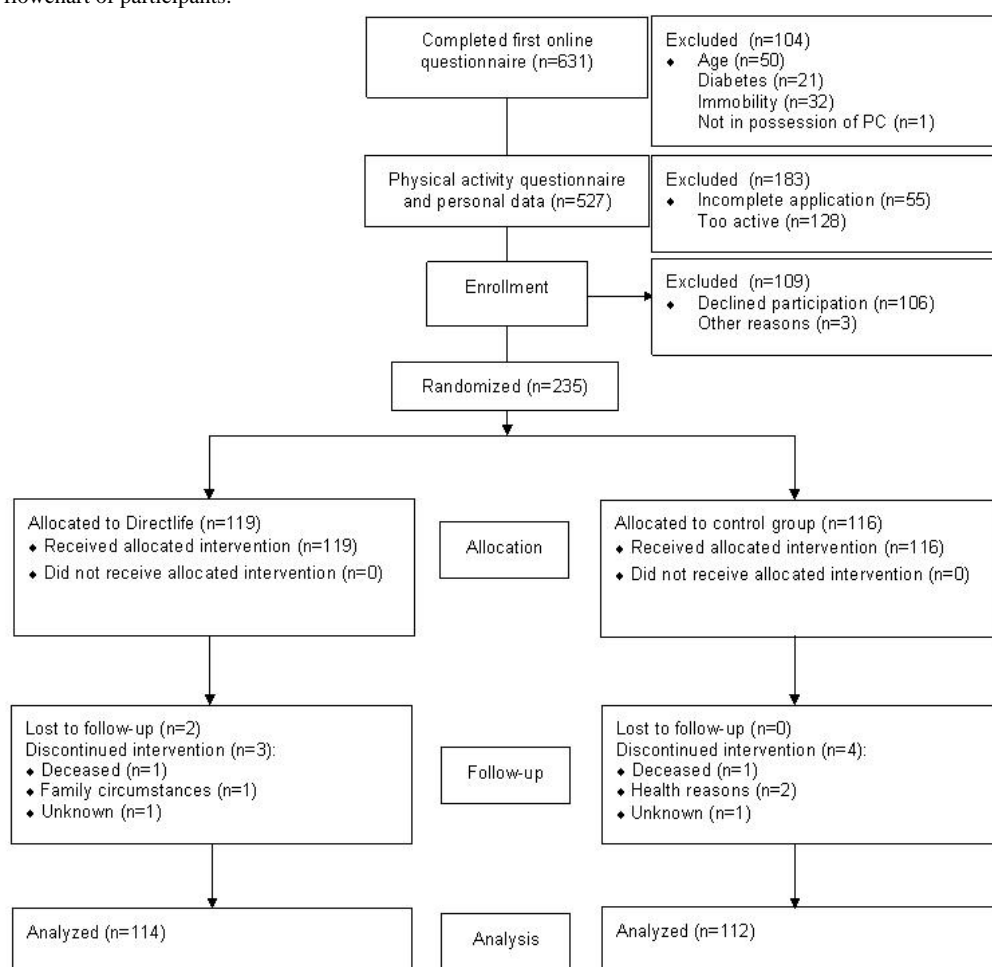 flowchart of participants.
Completed first online
questionnaire (n=631)
Excluded (n=104)
◆ Age (n=50)
Diabetes (n=21)
Immobility (n=32)
Not in possession of PC (n=1)
Physical activity questionnaire
and personal data (n=527)
Excluded (n=183)
◆ Incomplete application (n=55)
Too active (n=128)
Enrollment
Excluded (n=109)
◆ Declined participation (n=106)
Other reasons (n=3)
Randomized (n=235)
Allocated to Directlife (n=119)
◆ Received allocated intervention (n=119)
◆ Did not receive allocated intervention (n=0)
Allocation
Allocated to control group (n=116)
◆ Received allocated intervention (n=116)
◆ Did not receive allocated intervention (n=0)
Lost to follow-up (n=2)
Discontinued intervention (n=3):
◆ Deceased (n=1)
◆ Family circumstances (n=1)
◆ Unknown (n=1)
Follow-up
Lost to follow-up (n=0)
Discontinued intervention (n=4):
◆ Deceased (n=1)
◆ Health reasons (n=2)
◆ Unknown (n=1)
Analyzed (n=114)
Analysis
Analyzed (n=112)